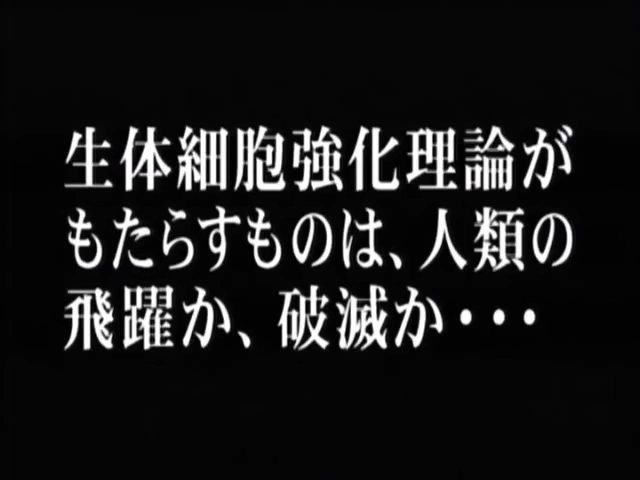 生体細胞強化理論が
もたらすものは、人類の
飛躍か、破滅か・・・